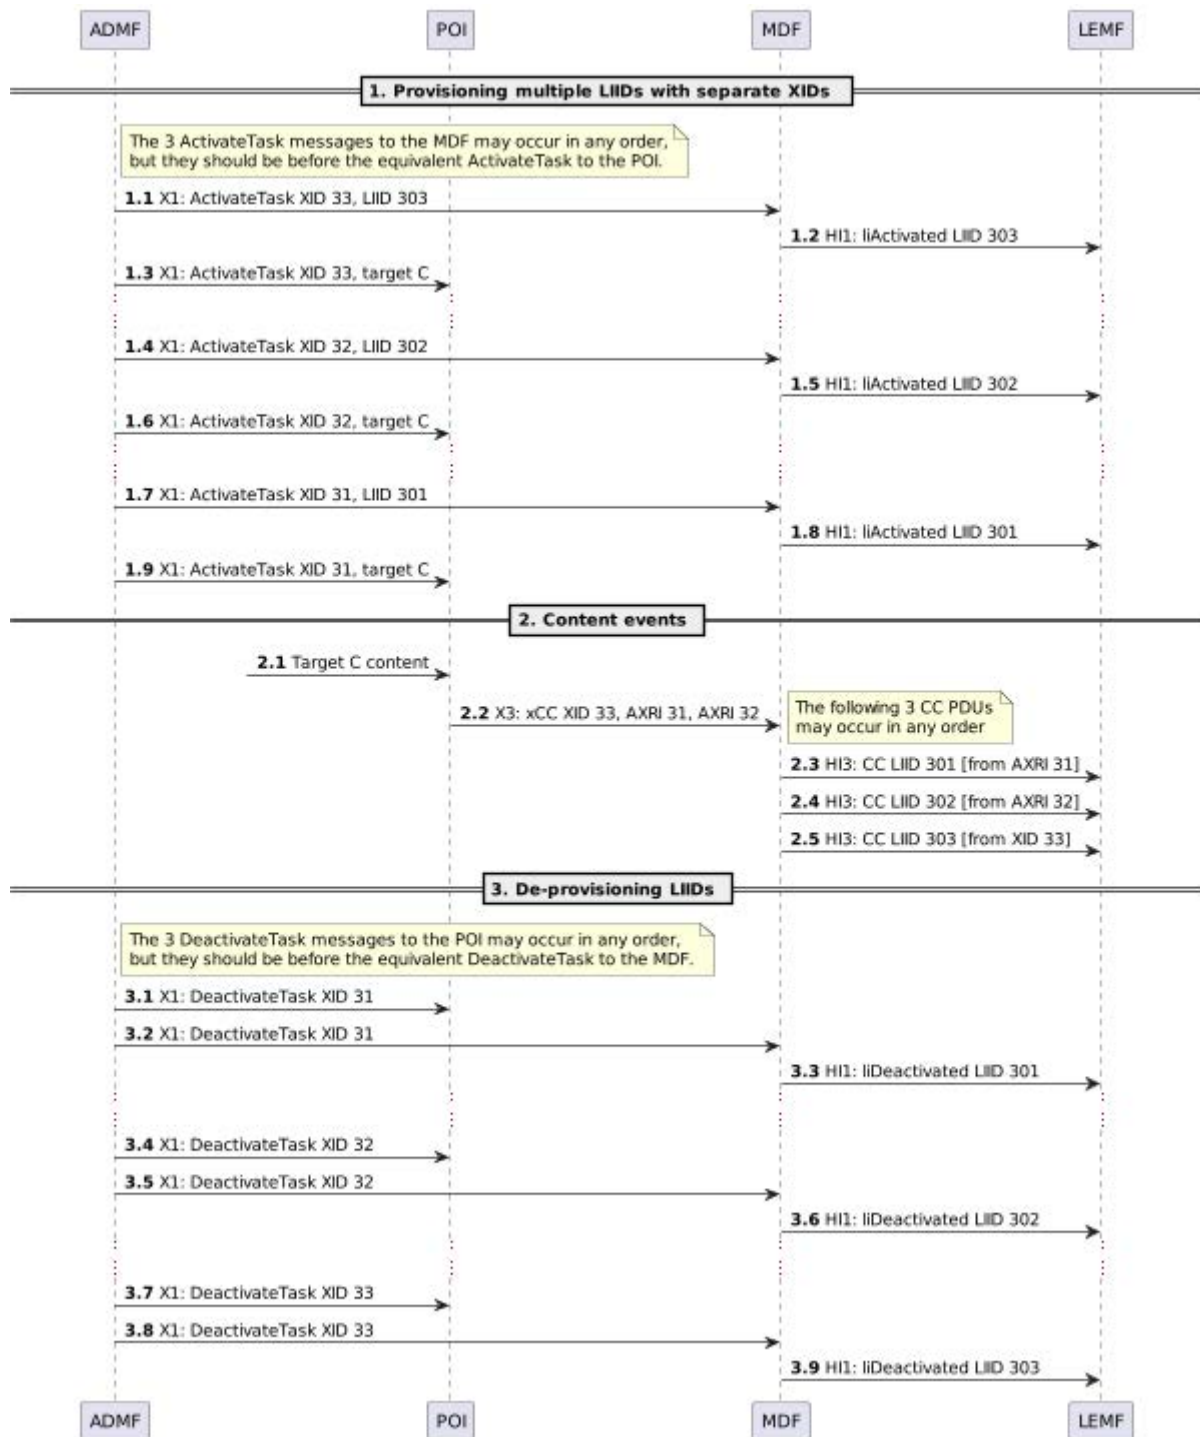 ADMF POI MDF LEMF
1. Provisioning multiple LIIDs with separate XIDs
The 3 ActivateTask messages to the MDF may occur in any order,
but they should be before the equivalent ActivateTask to the POI.
1.1 X1: ActivateTask XID 33, LIID 303
1.2 HI1: liActivated LIID 303
1.3 X1: ActivateTask XID 33, target C
1.4 X1: ActivateTask XID 32, LIID 302
1.5 HI1: liActivated LIID 302
1.6 X1: ActivateTask XID 32, target C
1.7 X1: ActivateTask XID 31, LIID 301
1.8 HI1: liActivated LIID 301
1.9 X1: ActivateTask XID 31, target C
2. Content events
2.1 Target C content
2.2 X3: xCC XID 33, AXRI 31, AXRI 32
The following 3 CC PDUs
may occur in any order
2.3 HI3: CC LIID 301 [from AXRI 31]
2.4 HI3: CC LIID 302 [from AXRI 32]
2.5 HI3: CC LIID 303 [from XID 33]
3. De-provisioning LIIDs
The 3 DeactivateTask messages to the POI may occur in any order,
but they should be before the equivalent DeactivateTask to the MDF.
3.1 X1: DeactivateTask XID 31
3.2 X1: DeactivateTask XID 31
3.3 HI1: liDeactivated LIID 301
3.4 X1: DeactivateTask XID 32
3.5 X1: DeactivateTask XID 32
3.6 HI1: liDeactivated LIID 302
3.7 X1: DeactivateTask XID 33
3.8 X1: DeactivateTask XID 33
3.9 HI1: liDeactivated LIID 303
ADMF POI MDF LEMF